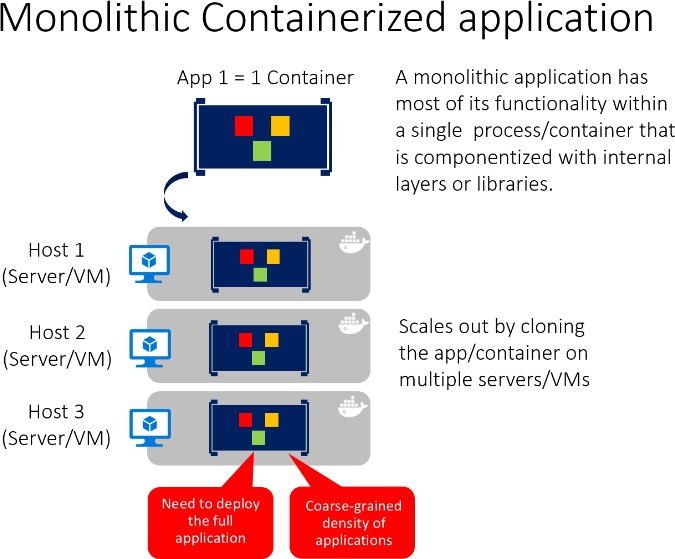 Monolithic Containerized application
App 1 = 1 Container
A monolithic application has
most of its functionality within
a single process/container that
is componentized with internal
layers or libraries.
Host 1
(Server/VM)
Host 2
(Server/VM)
Scales out by cloning
the app/container on
multiple servers/VMs
Host 3
(Server/VM)
Need to deploy
the full
application
Coarse-grained
density of
applications